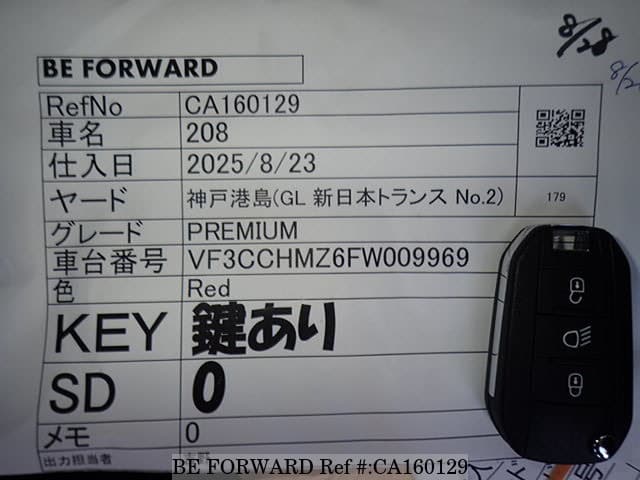 8/28
BE FORWARD
RefNo CA160129
車名 208
仕入日 2025/8/23
ヤード 神戸港島(GL 新日本トランス No.2) 179
グレード PREMIUM
車台番号 VF3CCHMZ6FW009969
色 Red
KEY 鍵あり
SD 0
メモ 0
出力担当者
BE FORWARD Ref #:CA160129